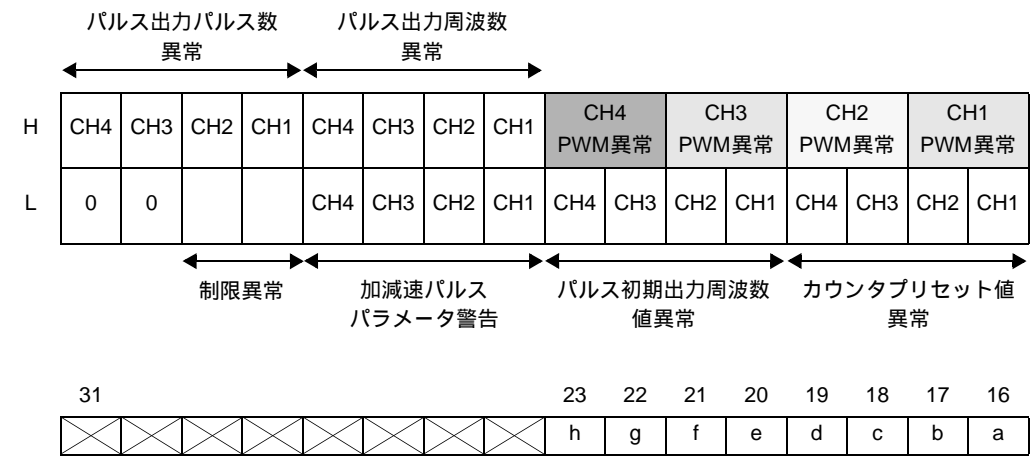 パルス出力パルス数
異常
パルス出力周波数
異常
H CH4 CH3 CH2 CH1 CH4 CH3 CH2 CH1 CH4 PWM異常 CH3 PWM異常 CH2 PWM異常 CH1 PWM異常
L 0 0 CH4 CH3 CH2 CH1 CH4 CH3 CH2 CH1 CH4 CH3 CH2 CH1
制限異常
加減速パルス
パラメータ警告
パルス初期出力周波数
値異常
カウンタプリセット値
異常
31 23 22 21 20 19 18 17 16
h g f e d c b a